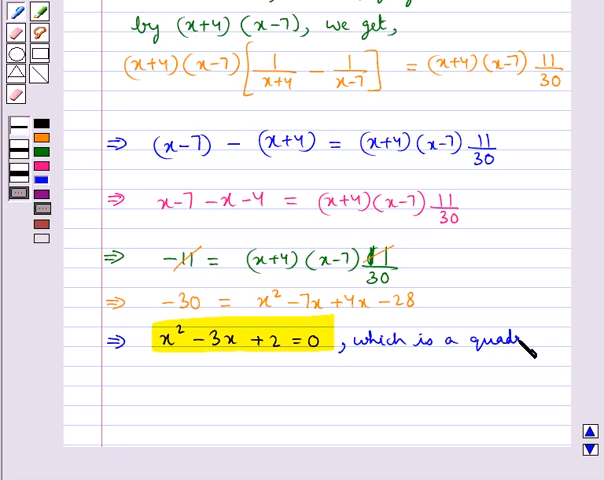 by (x+4) (x-7), we get,
(x+4) (x-7) [ 1/(x+4) - 1/(x-7) ] = (x+4) (x-7) 11/30
⇒ (x-7) - (x+4) = (x+4) (x-7) 11/30
⇒ x-7-x-4 = (x+4) (x-7) 11/30
⇒ -11 = (x+4) (x-7) 11/30
⇒ -30 = x² -7x +4x -28
⇒ x² -3x +2 =0, which is a quad